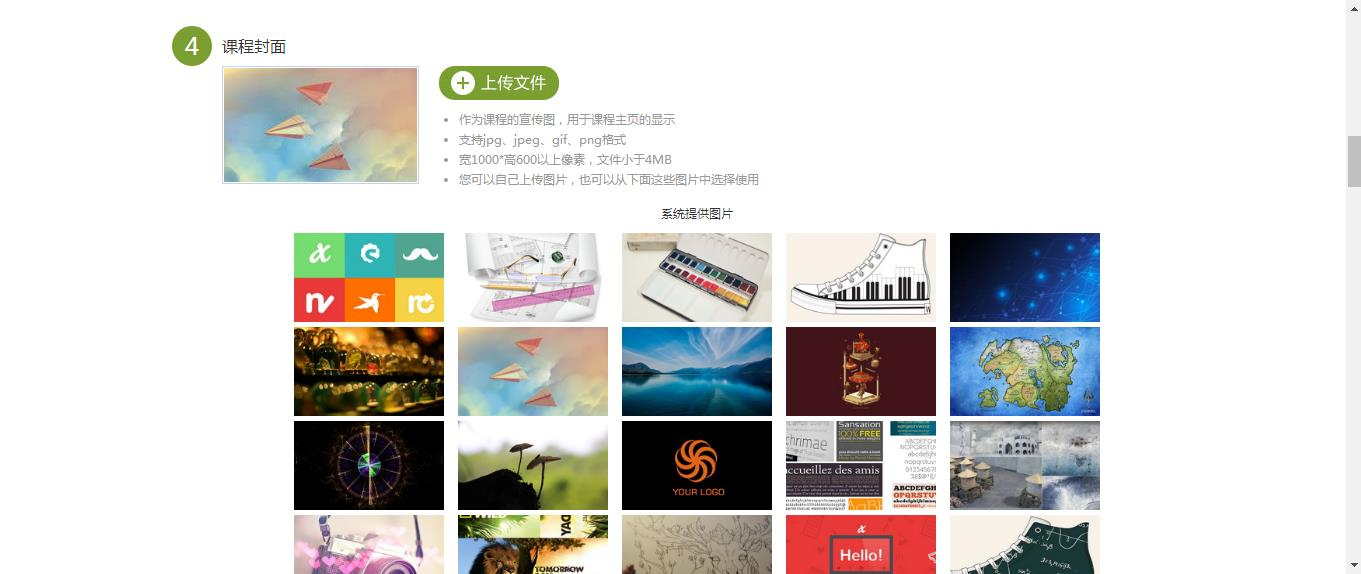 4 课程封面
上传文件
作为课程的宣传图，用于课程主页的显示
支持jpg、jpeg、gif、png格式
宽1000*高600以上像素，文件小于4MB
您可以自己上传图片，也可以从下面这些图片中选择使用
系统提供图片
YOUR LOGO
chrimae
Sansation
100% FREE
accueillez des amis
abcdefghi
NOPQRS
ABCDEF
OPQRSTU
TOMORROW
Hello!